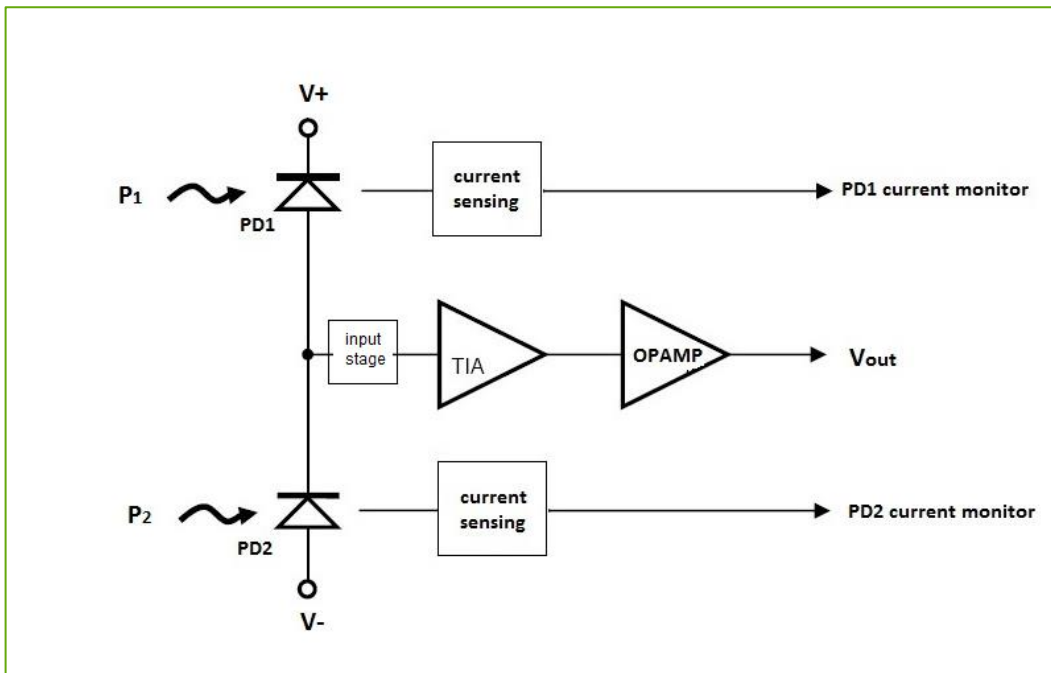 V+
P1
PD1
current
sensing
PD1 current monitor
input
stage
TIA
OPAMP
Vout
P2
PD2
current
sensing
PD2 current monitor
V-